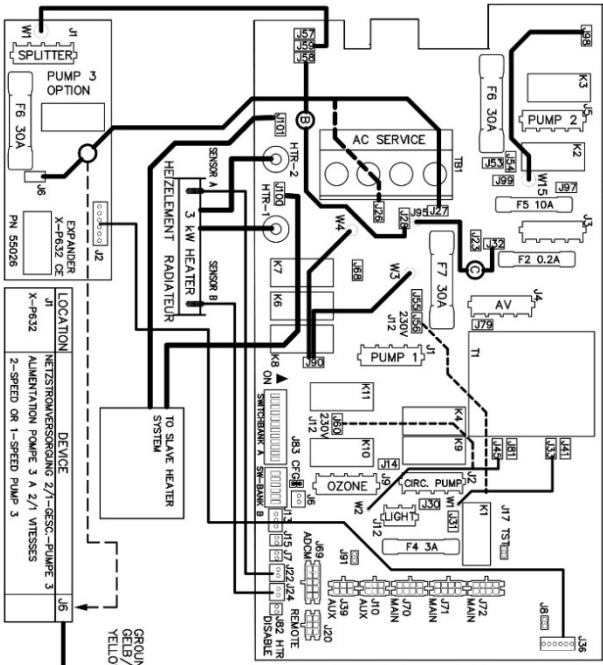 W1
J1
SPLITTER
PUMP 3
OPTION
F6 30A
J6
J2
EXPANDER
X-P632 CE
PN 55026
LOCATION
DEVICE
J1
X-P632
NETZSTROMVERSORGUNG 2/1-GESC.-PUMPE 3
ALIMENTATION POMPE 3 A 2/1 VITESSES
2-SPEED OR 1-SPEED PUMP 3
J6
J57
J59
J58
B
J101
HTR-2
J100
HTR-1
SENSOR A
SENSOR B
3 kW HEATER
HEIZELEMENT RADIATEUR
TO SLAVE HEATER
SYSTEM
AC SERVICE
TB1
J26
J28
J95
J27
W4
W3
J68
K7
K6
K8
J90
F7 30A
J55
J56
J12
230V
J1
PUMP 1
J98
K3
J5
PUMP 2
F6 30A
K2
J53
J54
J99
W15
J97
F5 10A
J3
J23
J32
C
F2 0.2A
J4
AV
J79
T1
ON
SWITCHBANK A
SW-BANK B
K11
J12
230V
J60
K10
K4
K9
J14
J83 CFG
J6
OZONE
J9
W2
CIRC. PUMP
J2
J45
J81
J33
J41
J30
W1
J31
K1
LIGHT
J12
F4 3A
J17 TST
J91
J13
J15
J7
J22
J24
J82 HTR
DISABLE
J69
ADCM
J20
REMOTE
J39
AUX
J10
AUX
J70
MAIN
J71
MAIN
J72
MAIN
J8
J36